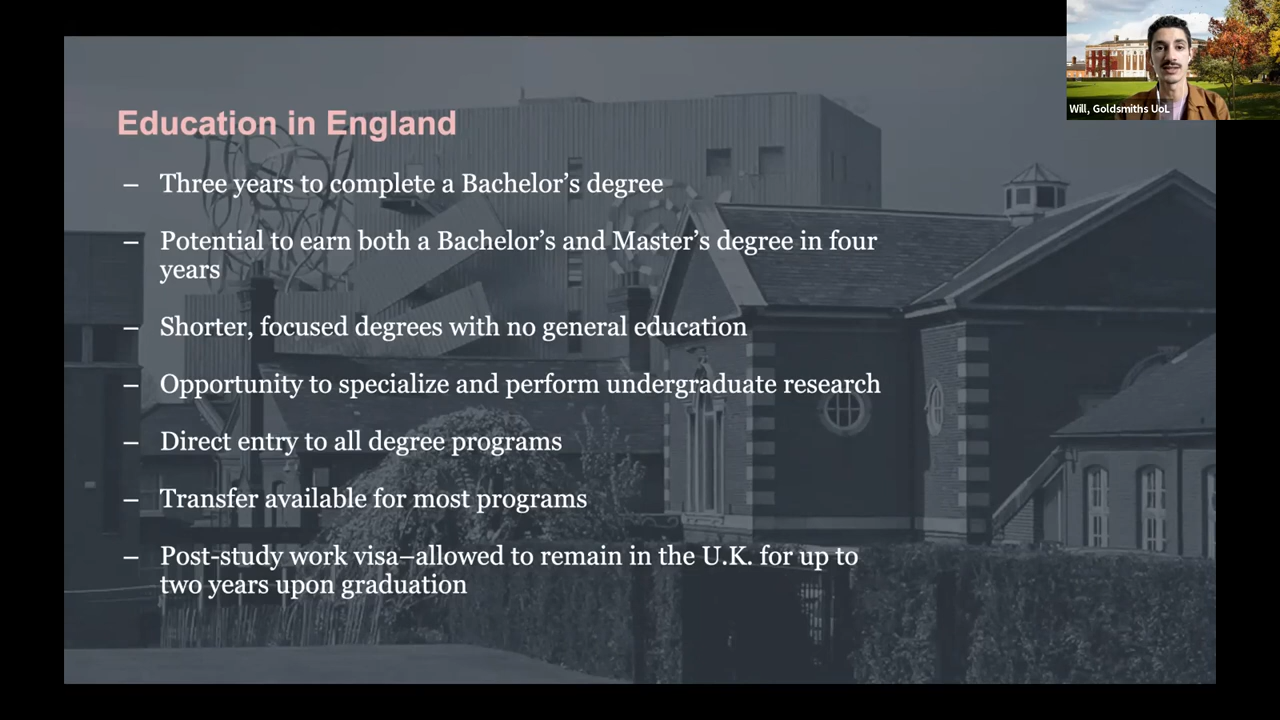 Will, Goldsmiths UoL
Education in England
– Three years to complete a Bachelor’s degree
– Potential to earn both a Bachelor’s and Master’s degree in four
years
– Shorter, focused degrees with no general education
– Opportunity to specialize and perform undergraduate research
– Direct entry to all degree programs
– Transfer available for most programs
– Post-study work visa–allowed to remain in the U.K. for up to
two years upon graduation